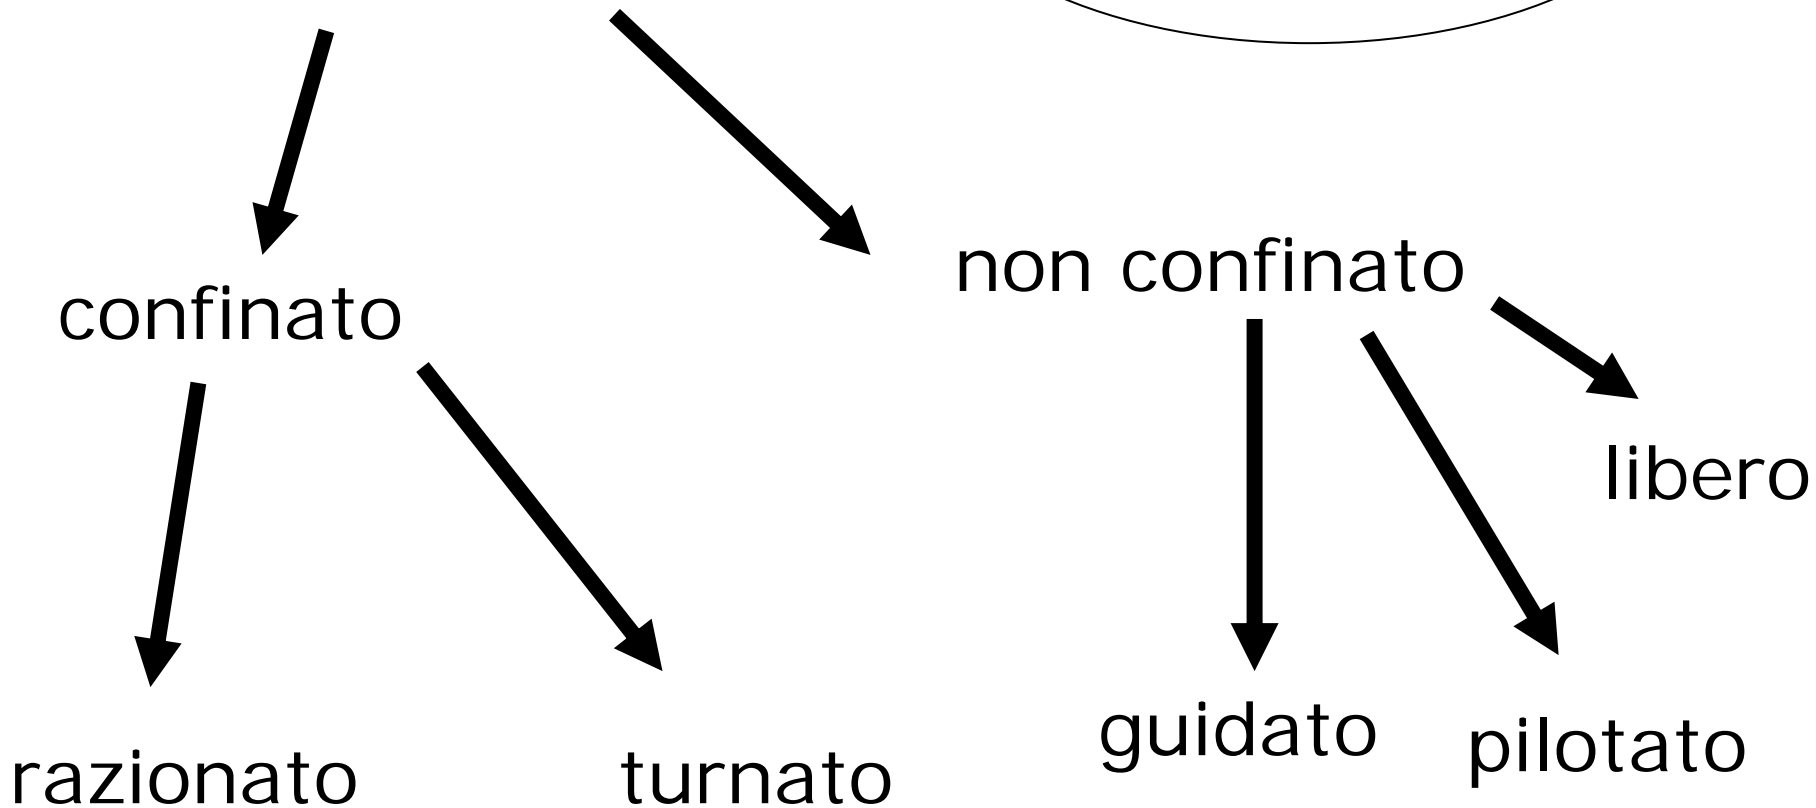 non confinato
confinato
libero
guidato
pilotato
razionato
turnato